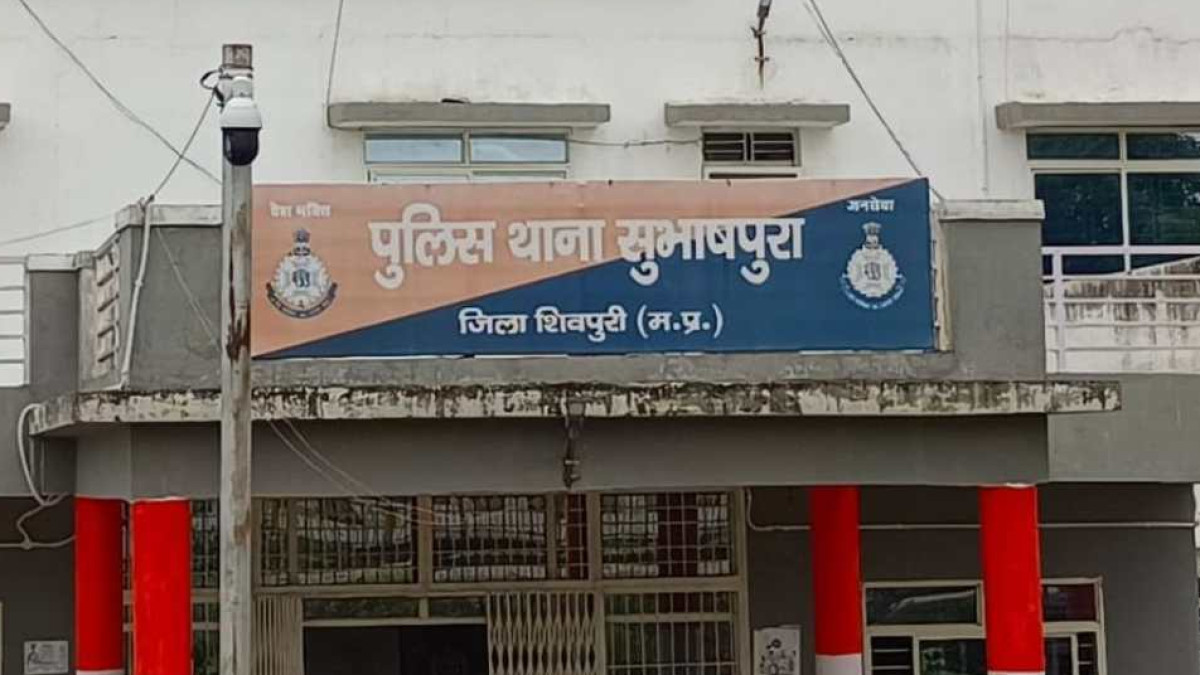 देश भक्ति
जनसेवा
पुलिस थाना सुभाषपुरा
जिला शिवपुरी (म.प्र.)